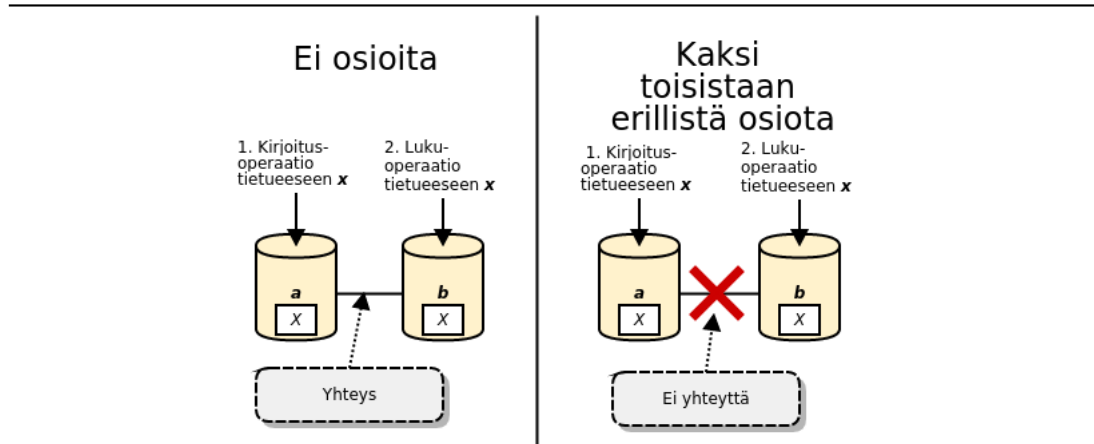 Ei osioita
1. Kirjoitus-
operaatio
tietueeseen x
2. Luku-
operaatio
tietueeseen x
a
X
b
X
Yhteys
Kaksi
toisistaan
erillistä osiota
1. Kirjoitus-
operaatio
tietueeseen x
2. Luku-
operaatio
tietueeseen x
a
X
b
X
Ei yhteyttä